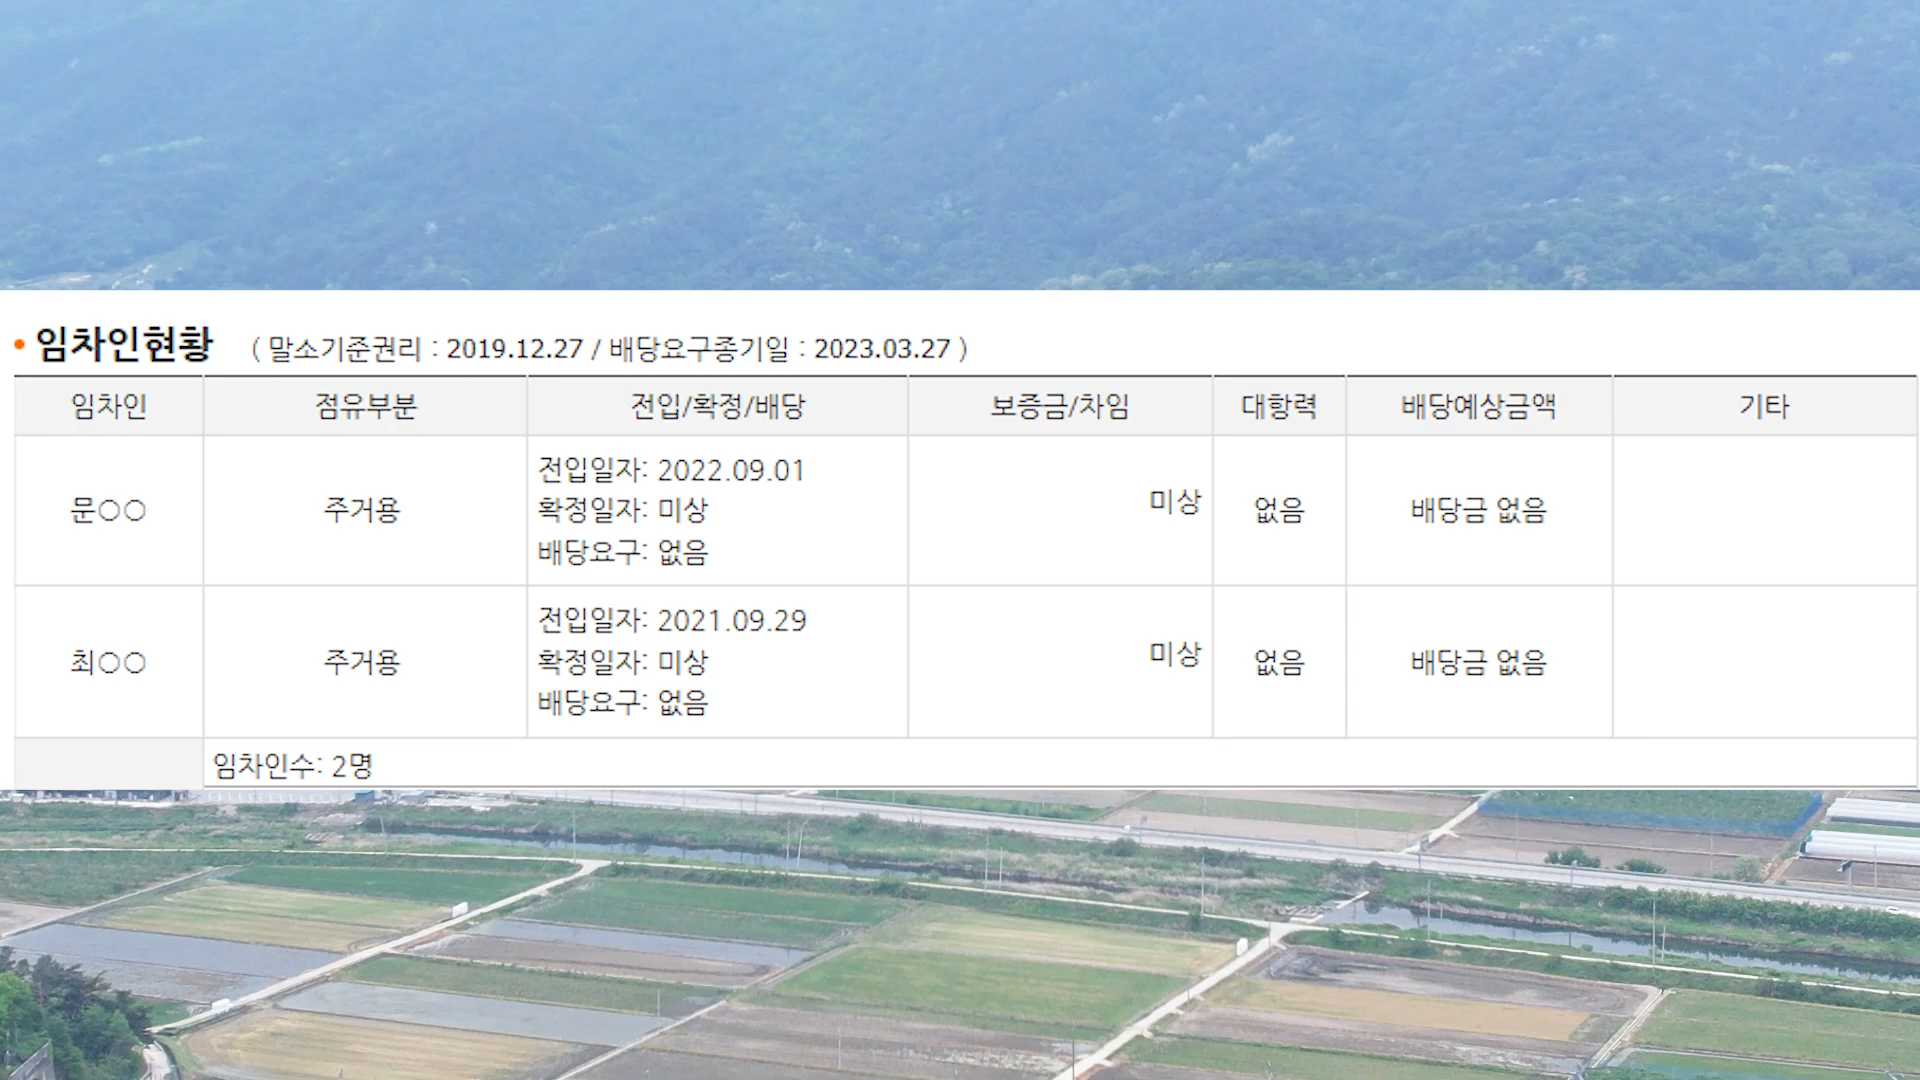 • 임차인현황 ( 말소기준권리 : 2019.12.27 / 배당요구종기일 : 2023.03.27 )
임차인 점유부분 전입/확정/배당 보증금/차임 대항력 배당예상금액 기타
문○○ 주거용 전입일자: 2022.09.01
확정일자: 미상
배당요구: 없음
미상 없음 배당금 없음
최○○ 주거용 전입일자: 2021.09.29
확정일자: 미상
배당요구: 없음
미상 없음 배당금 없음
임차인수: 2명